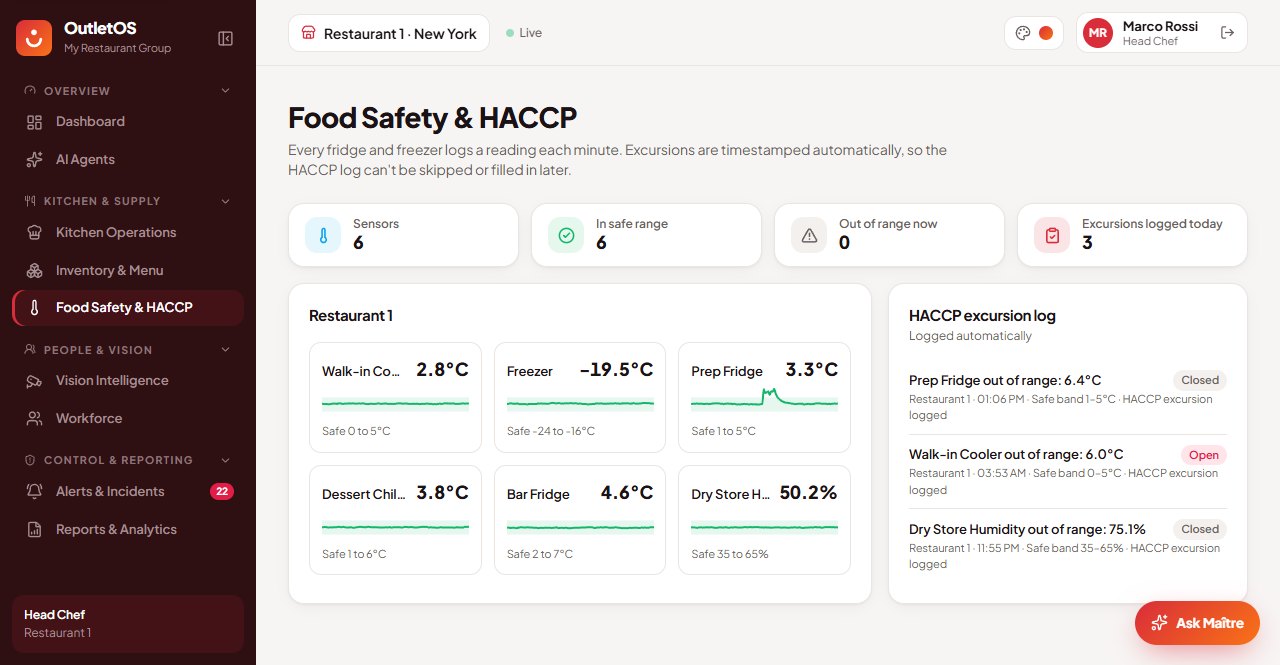 OutletOS
My Restaurant Group
OVERVIEW
Dashboard
AI Agents
KITCHEN & SUPPLY
Kitchen Operations
Inventory & Menu
Food Safety & HACCP
PEOPLE & VISION
Vision Intelligence
Workforce
CONTROL & REPORTING
Alerts & Incidents 22
Reports & Analytics
Head Chef
Restaurant 1
Restaurant 1 · New York
Live
MR
Marco Rossi
Head Chef
Food Safety & HACCP
Every fridge and freezer logs a reading each minute. Excursions are timestamped automatically, so the
HACCP log can't be skipped or filled in later.
Sensors
6
In safe range
6
Out of range now
0
Excursions logged today
3
Restaurant 1
Walk-in Co... 2.8°C
Safe 0 to 5°C
Freezer −19.5°C
Safe -24 to -16°C
Prep Fridge 3.3°C
Safe 1 to 5°C
Dessert Chil... 3.8°C
Safe 1 to 6°C
Bar Fridge 4.6°C
Safe 2 to 7°C
Dry Store H... 50.2%
Safe 35 to 65%
HACCP excursion log
Logged automatically
Prep Fridge out of range: 6.4°C Closed
Restaurant 1 · 01:06 PM · Safe band 1–5°C · HACCP excursion
logged
Walk-in Cooler out of range: 6.0°C Open
Restaurant 1 · 03:53 AM · Safe band 0–5°C · HACCP excursion
logged
Dry Store Humidity out of range: 75.1% Closed
Restaurant 1 · 11:55 PM · Safe band 35–65% · HACCP excursion
logged
Ask Maître